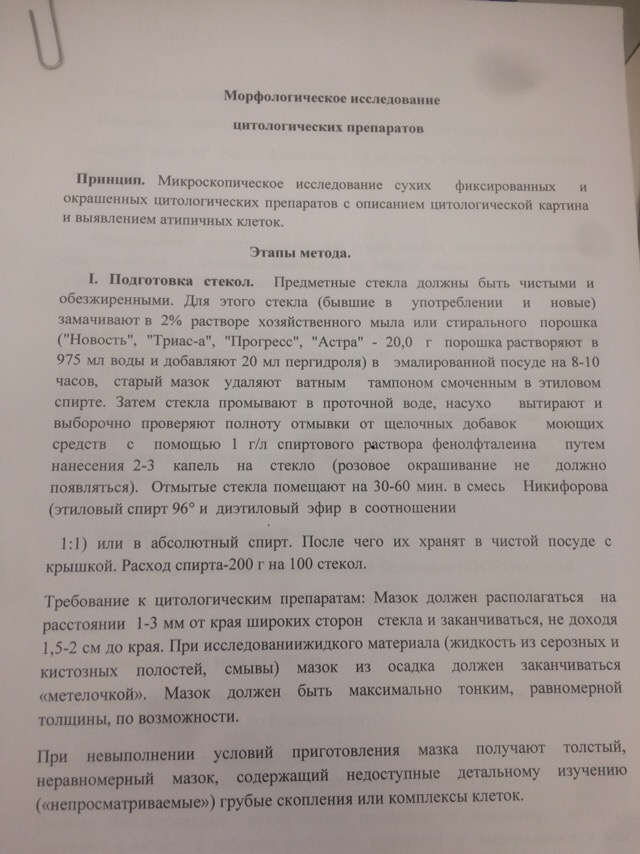 Морфологическое исследование
цитологических препаратов
Принцип. Микроскопическое исследование сухих фиксированных и
окрашенных цитологических препаратов с описанием цитологической картина
и выявлением атипичных клеток.
Этапы метода.
I. Подготовка стекол. Предметные стекла должны быть чистыми и
обезжиренными. Для этого стекла (бывшие в употреблении и новые)
замачивают в 2% растворе хозяйственного мыла или стирального порошка
("Новость", "Триас-а", "Прогресс", "Астра" - 20,0 г порошка растворяют в
975 мл воды и добавляют 20 мл пергидроля) в эмалированной посуде на 8-10
часов, старый мазок удаляют ватным тампоном смоченным в этиловом
спирте. Затем стекла промывают в проточной воде, насухо вытирают и
выборочно проверяют полноту отмывки от щелочных добавок моющих
средств с помощью 1 г/л спиртового раствора фенолфталеина путем
нанесения 2-3 капель на стекло (розовое окрашивание не должно
появляться). Отмытые стекла помещают на 30-60 мин. в смесь Никифорова
(этиловый спирт 96° и диэтиловый эфир в соотношении
1:1) или в абсолютный спирт. После чего их хранят в чистой посуде с
крышкой. Расход спирта-200 г на 100 стекол.
Требование к цитологическим препаратам: Мазок должен располагаться на
расстоянии 1-3 мм от края широких сторон стекла и заканчиваться, не доходя
1,5-2 см до края. При исследованиижидкого материала (жидкость из серозных и
кистозных полостей, смывы) мазок из осадка должен заканчиваться
«метелочкой». Мазок должен быть максимально тонким, равномерной
толщины, по возможности.
При невыполнении условий приготовления мазка получают толстый,
неравномерный мазок, содержащий недоступные детальному изучению
(«непросматриваемые») грубые скопления или комплексы клеток.